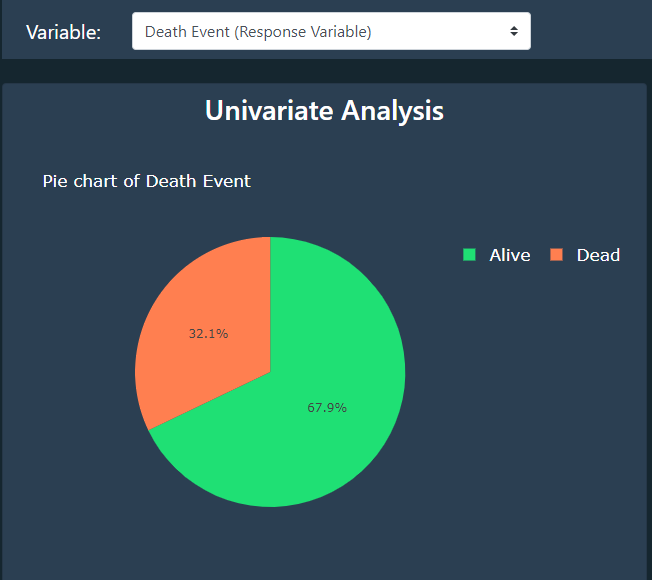 Variable: Death Event (Response Variable)
Univariate Analysis
Pie chart of Death Event
Alive Dead
32.1%
67.9%